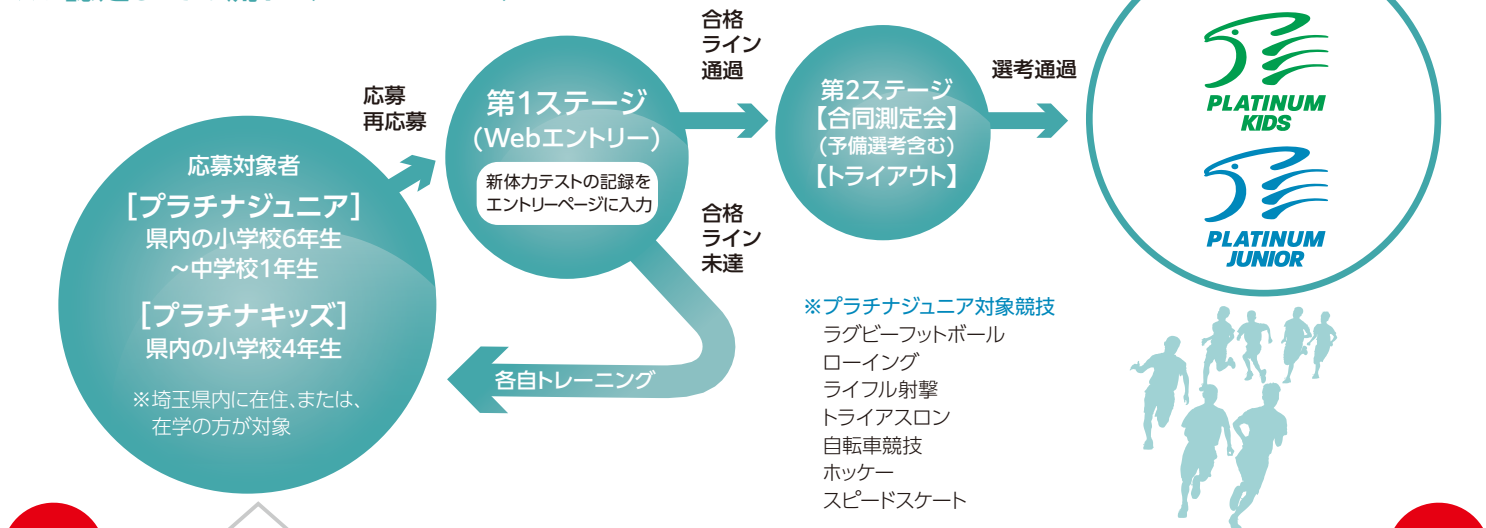 応募対象者
［プラチナジュニア］
県内の小学校6年生
～中学校1年生
［プラチナキッズ］
県内の小学校4年生
※埼玉県内に在住、または、
在学の方が対象
応募
再応募
第1ステージ
(Webエントリー)
新体力テストの記録を
エントリーページに入力
合格
ライン
通過
合格
ライン
未達
各自トレーニング
第2ステージ
【合同測定会】
(予備選考含む)
【トライアウト】
選考通過
PLATINUM
KIDS
PLATINUM
JUNIOR
※プラチナジュニア対象競技
ラグビーフットボール
ローイング
ライフル射撃
トライアスロン
自転車競技
ホッケー
スピードスケート